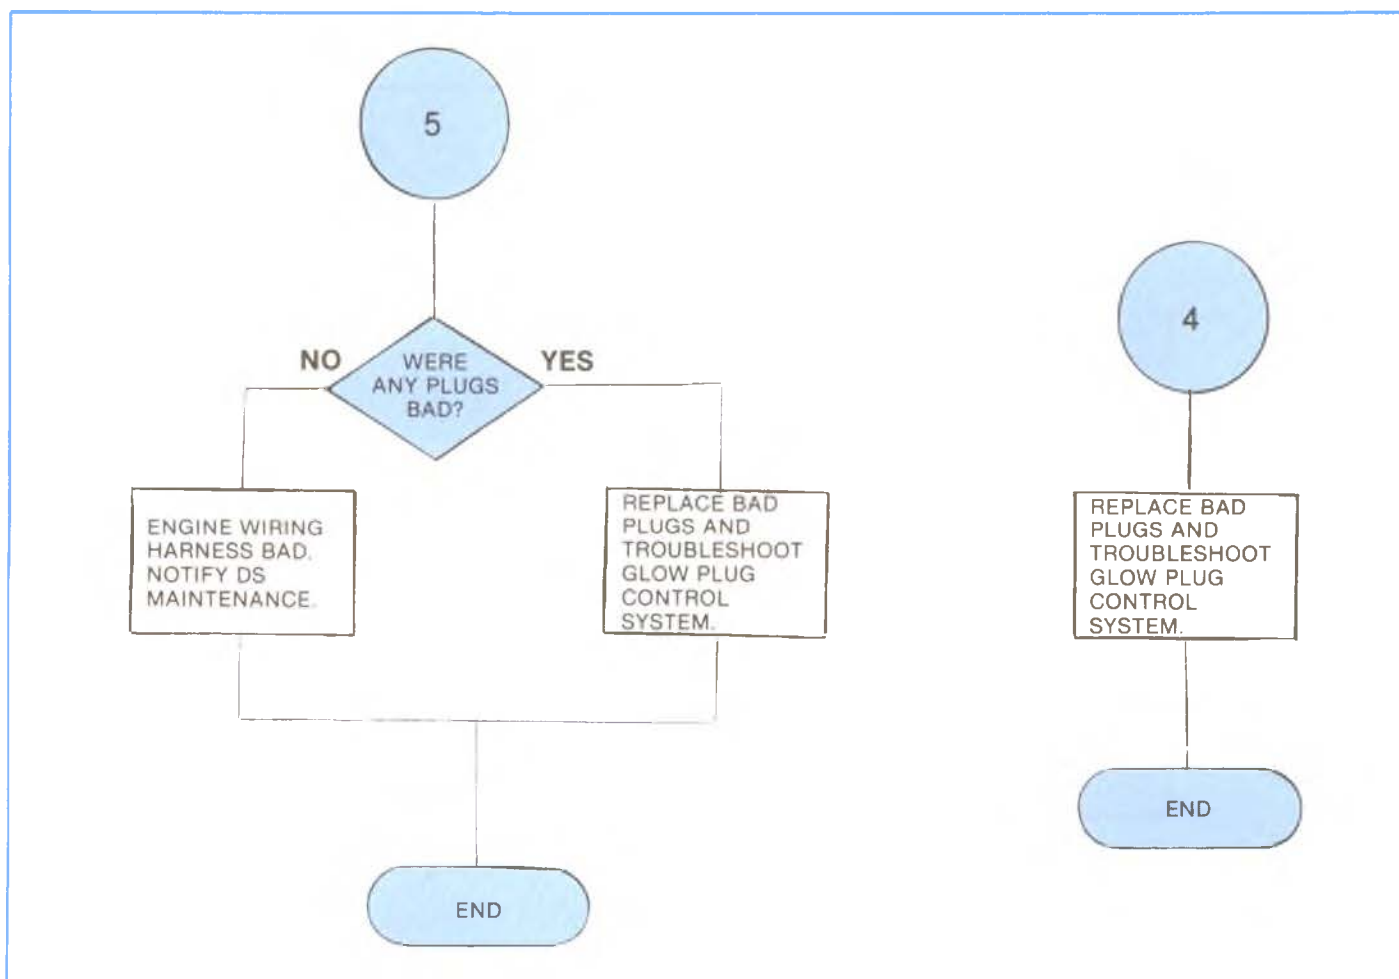 5
NO
WERE
ANY PLUGS
BAD?
YES
ENGINE WIRING
HARNESS BAD.
NOTIFY DS
MAINTENANCE.
REPLACE BAD
PLUGS AND
TROUBLESHOOT
GLOW PLUG
CONTROL
SYSTEM.
END
4
REPLACE BAD
PLUGS AND
TROUBLESHOOT
GLOW PLUG
CONTROL
SYSTEM.
END